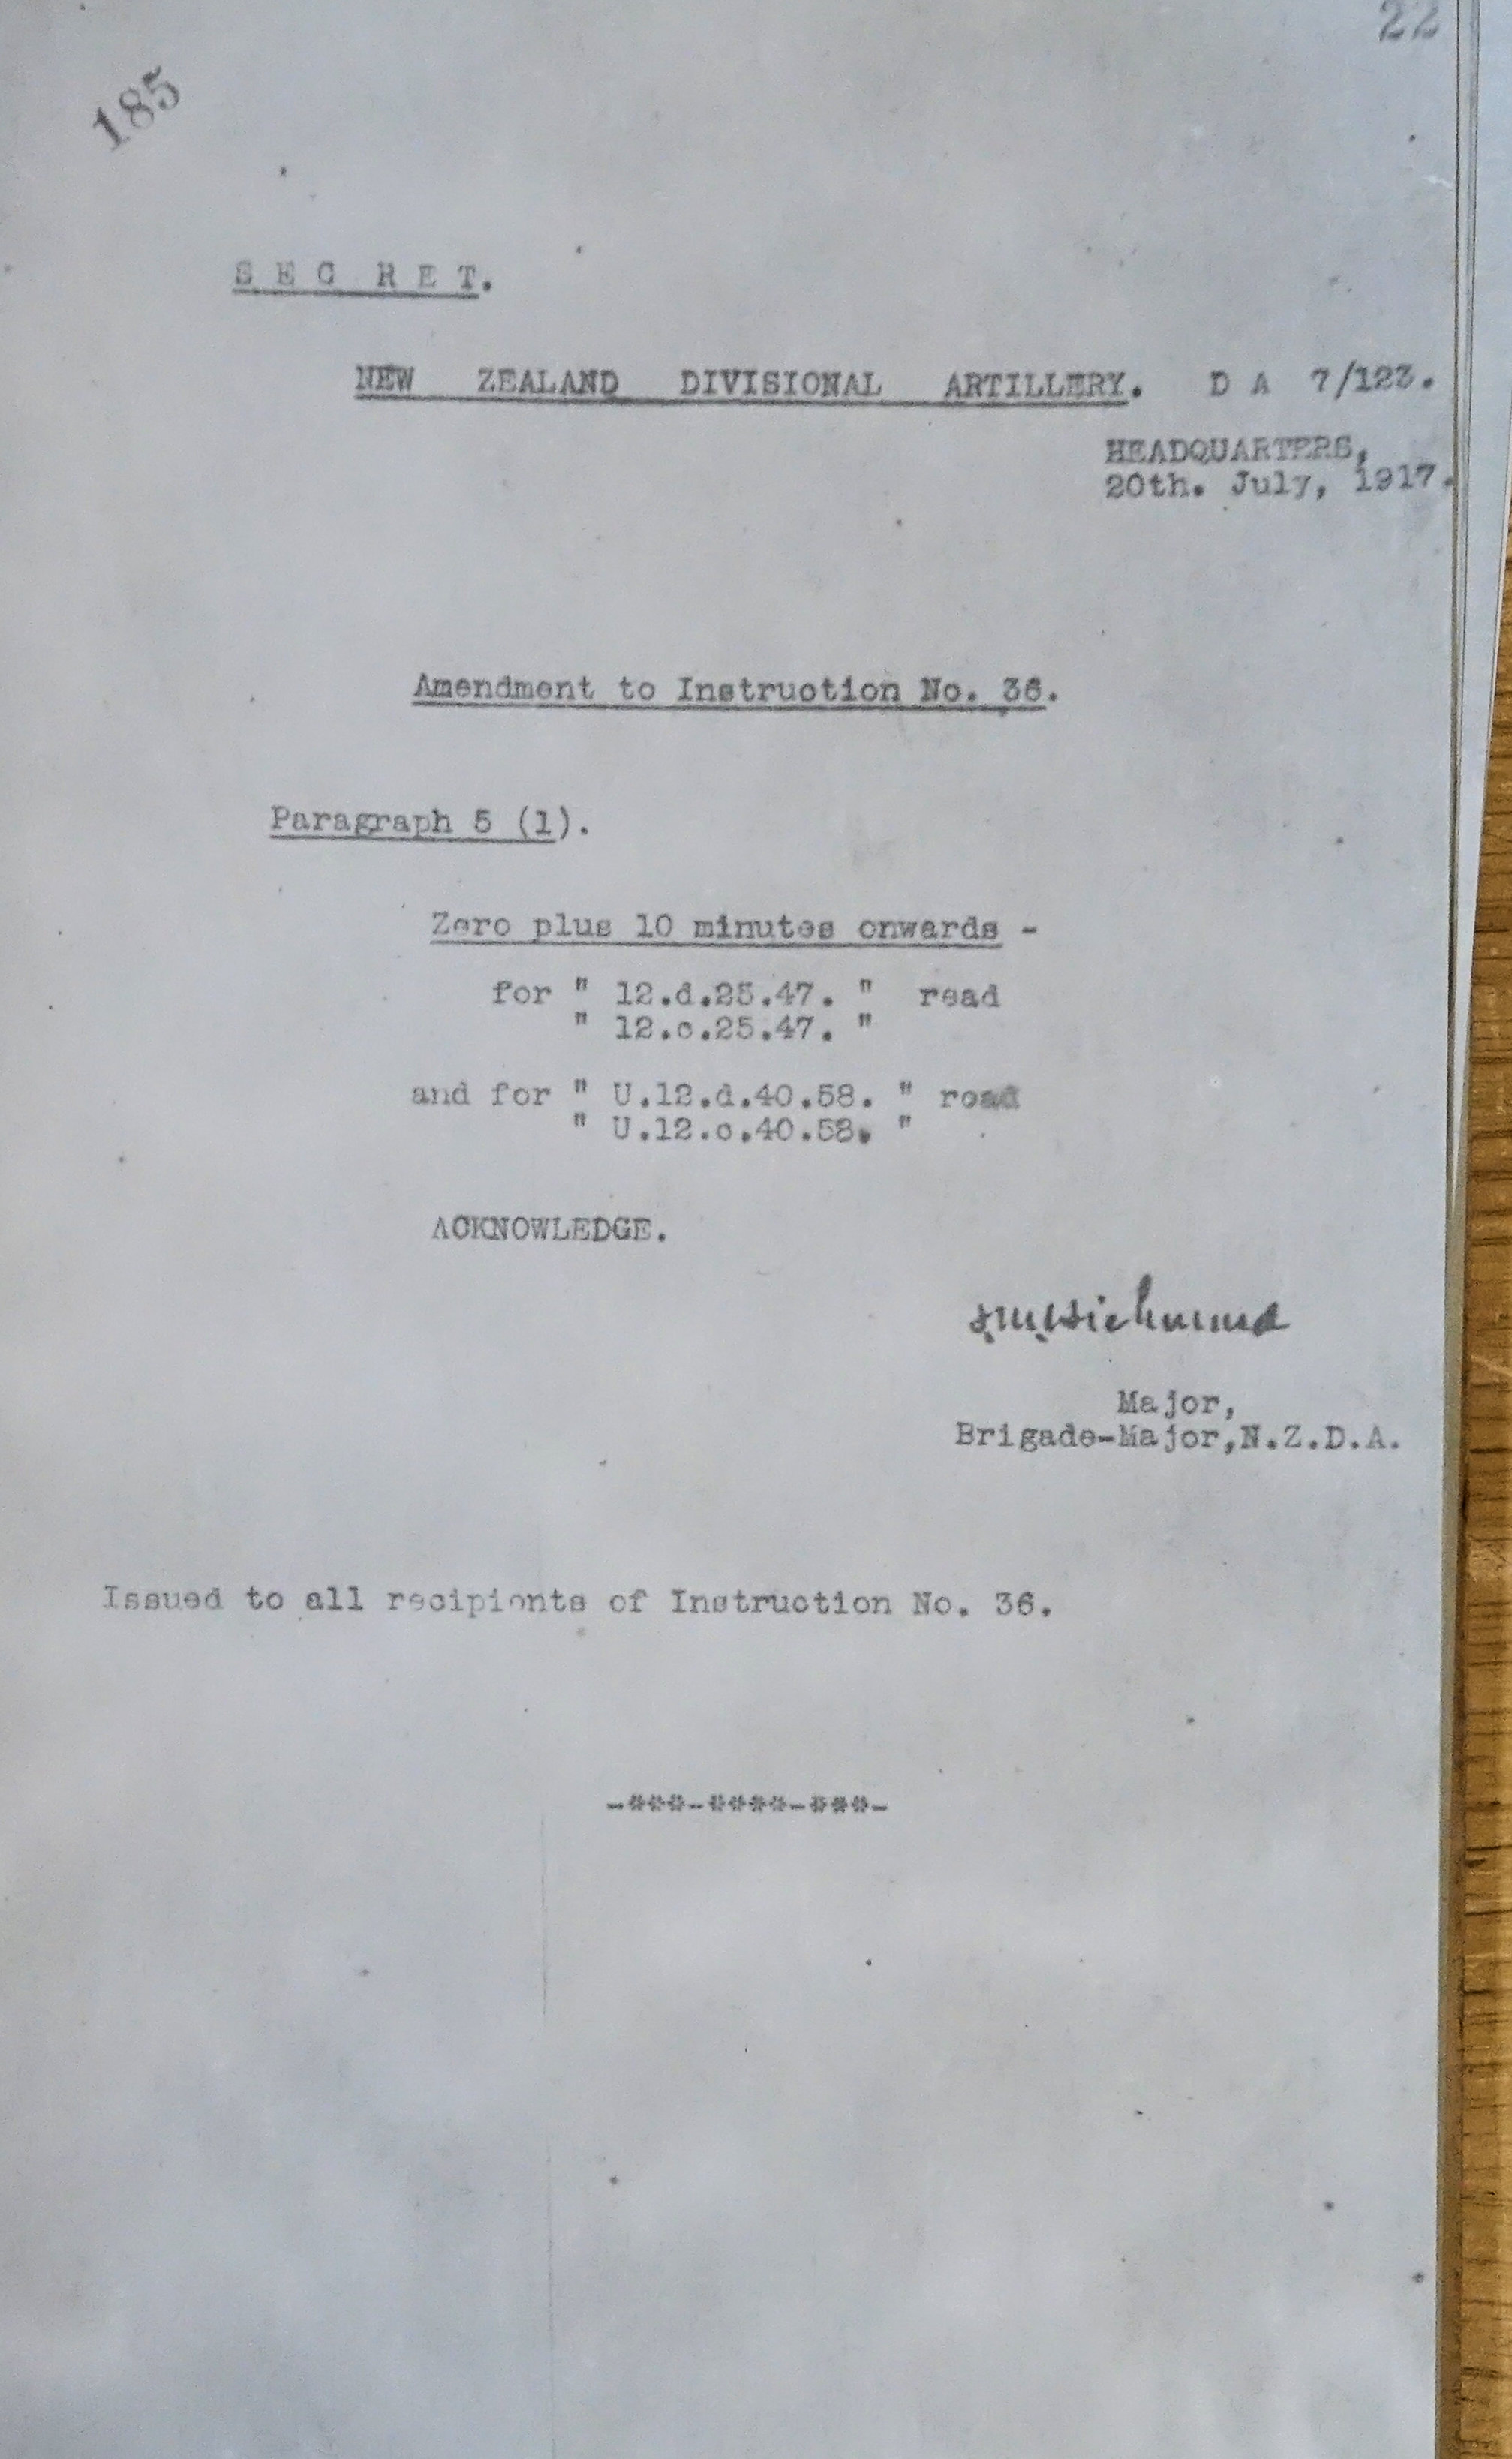 22
185
S E C R E T.
NEW ZEALAND DIVISIONAL ARTILLERY. D A 7/123.
HEADQUARTERS,
20th. July, 1917.
Amendment to Instruction No. 36.
Paragraph 5 (1).
Zero plus 10 minutes onwards -
for " 12.d.25.47. " read
" 12.c.25.47. "
and for " U.12.d.40.58. " read
" U.12.c.40.58. "
ACKNOWLEDGE.
Major,
Brigade-Major,N.Z.D.A.
Issued to all recipients of Instruction No. 36.
-***-****-***-